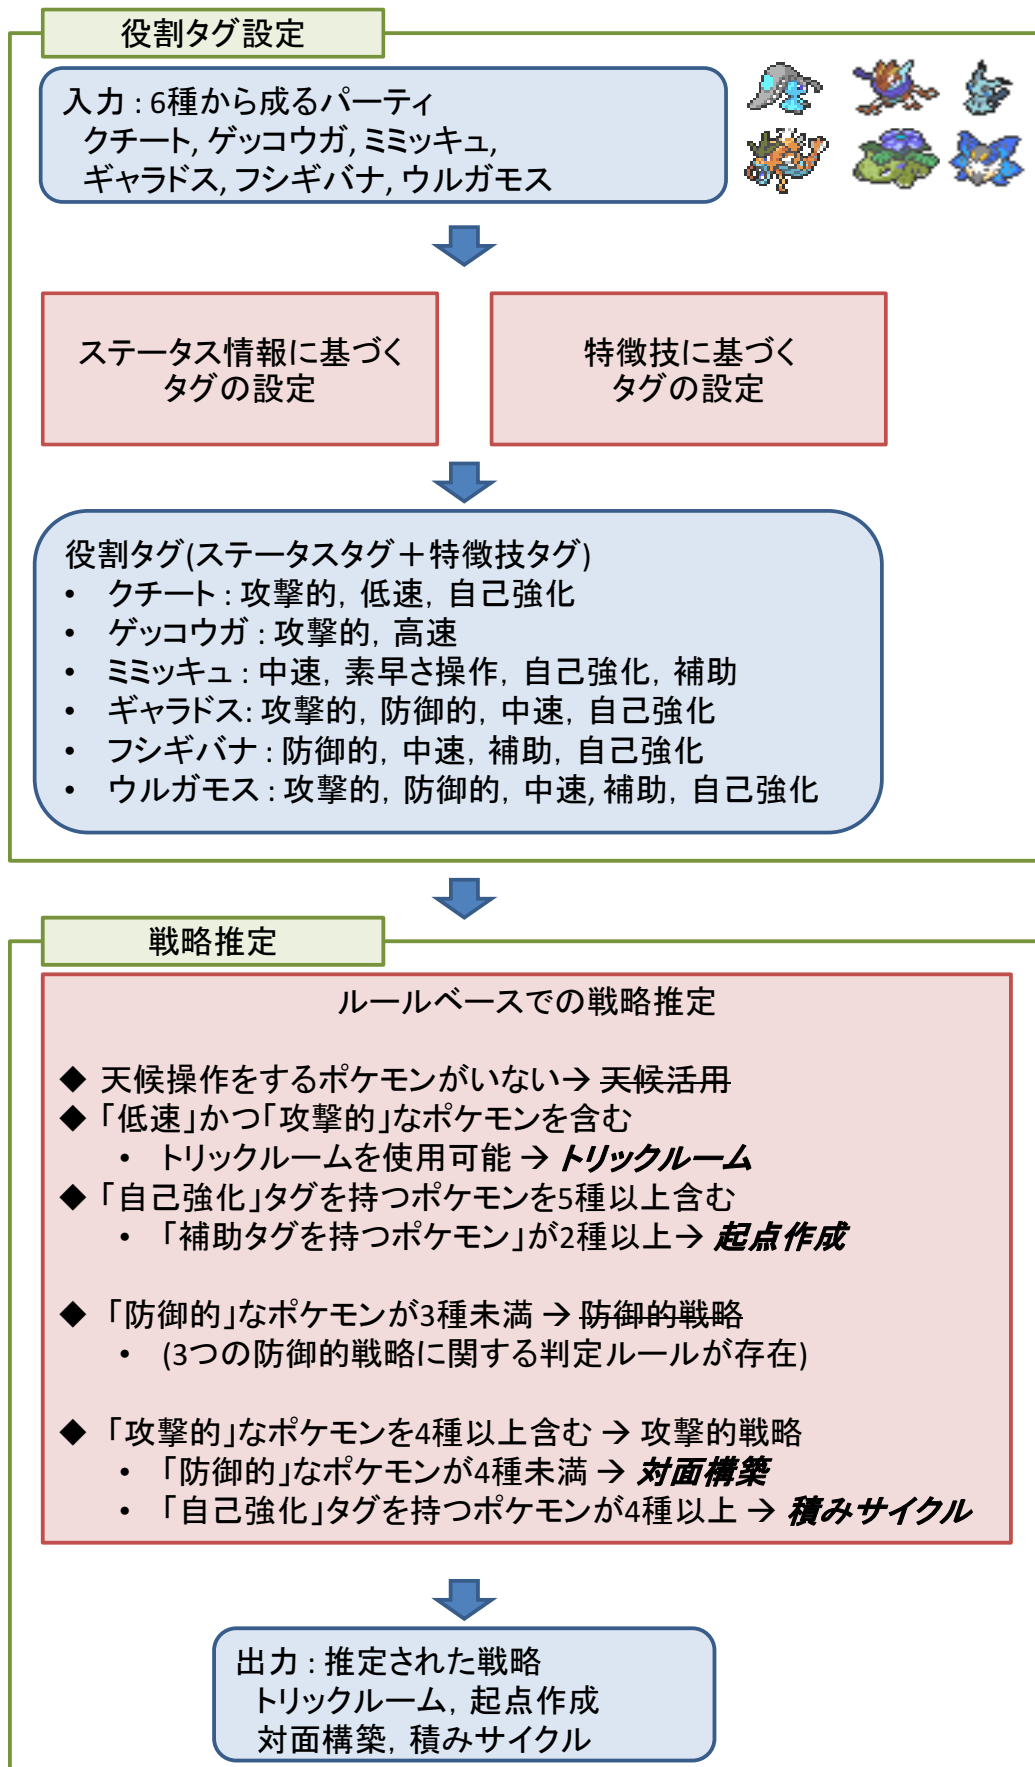 役割タグ設定
入力 : 6種から成るパーティ
クチート, ゲッコウガ, ミミッキュ,
ギャラドス, フシギバナ, ウルガモス
ステータス情報に基づく
タグの設定
特徴技に基づく
タグの設定
役割タグ(ステータスタグ＋特徴技タグ)
• クチート : 攻撃的, 低速, 自己強化
• ゲッコウガ : 攻撃的, 高速
• ミミッキュ : 中速, 素早さ操作, 自己強化, 補助
• ギャラドス: 攻撃的, 防御的, 中速, 自己強化
• フシギバナ : 防御的, 中速, 補助, 自己強化
• ウルガモス : 攻撃的, 防御的, 中速, 補助, 自己強化
戦略推定
ルールベースでの戦略推定
◆ 天候操作をするポケモンがいない→ 天候活用
◆ 「低速」かつ「攻撃的」なポケモンを含む
• トリックルームを使用可能 → トリックルーム
◆ 「自己強化」タグを持つポケモンを5種以上含む
• 「補助タグを持つポケモン」が2種以上→ 起点作成
◆ 「防御的」なポケモンが3種未満 → 防御的戦略
• (3つの防御的戦略に関する判定ルールが存在)
◆ 「攻撃的」なポケモンを4種以上含む → 攻撃的戦略
• 「防御的」なポケモンが4種未満 → 対面構築
• 「自己強化」タグを持つポケモンが4種以上 → 積みサイクル
出力 : 推定された戦略
トリックルーム, 起点作成
対面構築, 積みサイクル